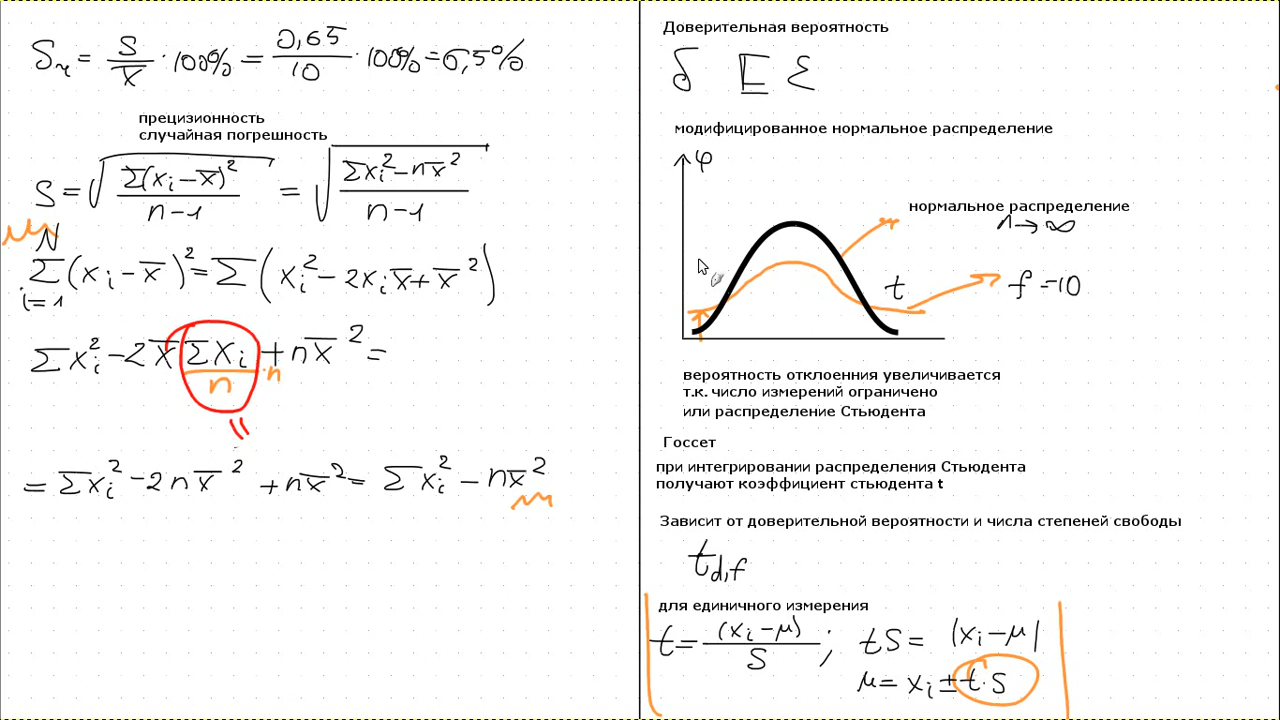 Sᵣ = S/x̅ · 100% = 0,65/10 · 100% = 6,5%
прецизионность
случайная погрешность
S = √(Σ(xᵢ − x̅)²/(n−1)) = √((Σxᵢ² − nx̅²)/(n−1))
N
Σ (xᵢ − x̅)² = Σ (xᵢ² − 2xᵢx̅ + x̅²)
i=1
Σxᵢ² − 2x̅ Σxᵢ/n ·n + nx̅² =
= Σxᵢ² − 2nx̅² + nx̅² = Σxᵢ² − nx̅²
Доверительная вероятность
δ E ε
модифицированное нормальное распределение
φ
нормальное распределение
n → ∞
t
f = 10
вероятность отклоенния увеличивается
т.к. число измерений ограничено
или распределение Стьюдента
Госсет
при интегрировании распределения Стьюдента
получают коэффициент стьюдента t
Зависит от доверительной вероятности и числа степеней свободы
t d,f
для единичного измерения
t = (xᵢ − μ)/S ; tS = |xᵢ − μ|
μ = xᵢ ± t·S